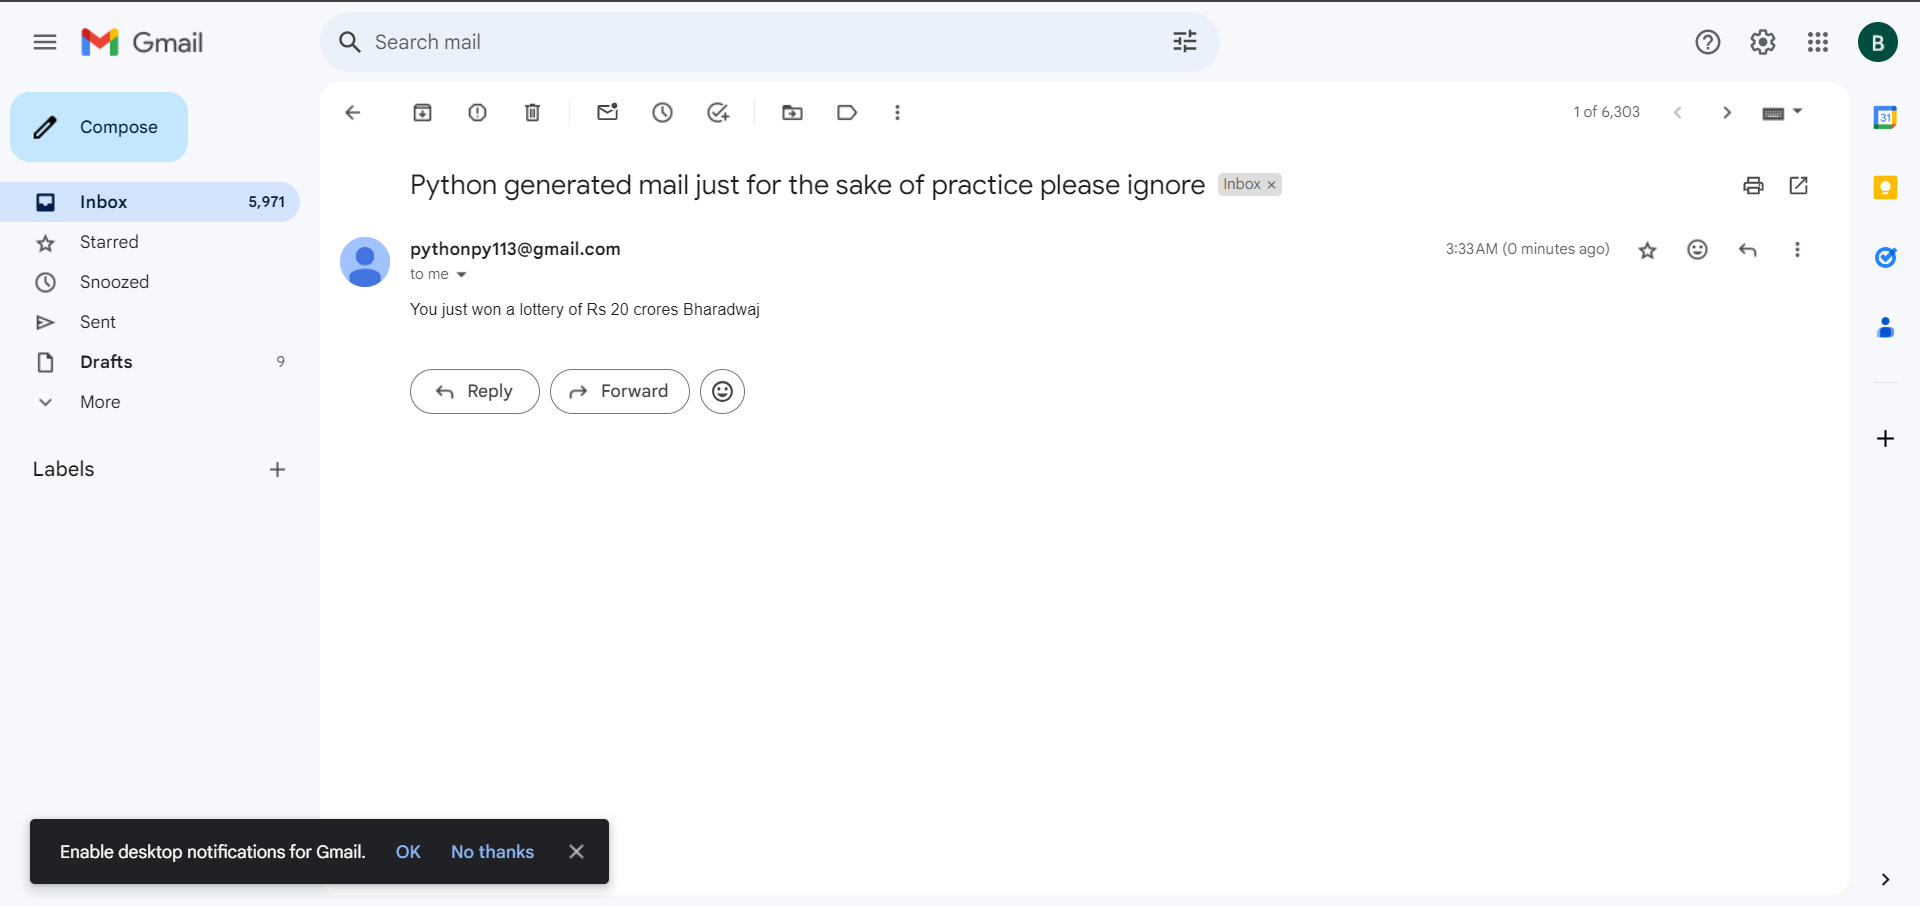 Gmail
Search mail
B
Compose
1 of 6,303
31
Python generated mail just for the sake of practice please ignore
Inbox ×
Inbox 5,971
Starred
Snoozed
Sent
Drafts 9
More
Labels
pythonpy113@gmail.com
3:33 AM (0 minutes ago)
to me
You just won a lottery of Rs 20 crores Bharadwaj
Reply
Forward
Enable desktop notifications for Gmail. OK No thanks